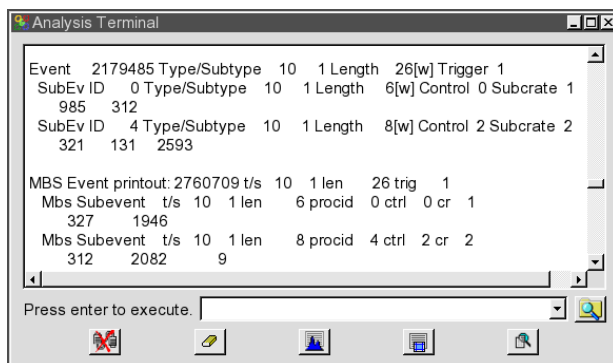 Analysis Terminal
Event 2179485 Type/Subtype 10 1 Length 26[w] Trigger 1
SubEv ID 0 Type/Subtype 10 1 Length 6[w] Control 0 Subcrate 1
985 312
SubEv ID 4 Type/Subtype 10 1 Length 8[w] Control 2 Subcrate 2
321 131 2593
MBS Event printout: 2760709 t/s 10 1 len 26 trig 1
Mbs Subevent t/s 10 1 len 6 procid 0 ctrl 0 cr 1
327 1946
Mbs Subevent t/s 10 1 len 8 procid 4 ctrl 2 cr 2
312 2082 9
Press enter to execute.